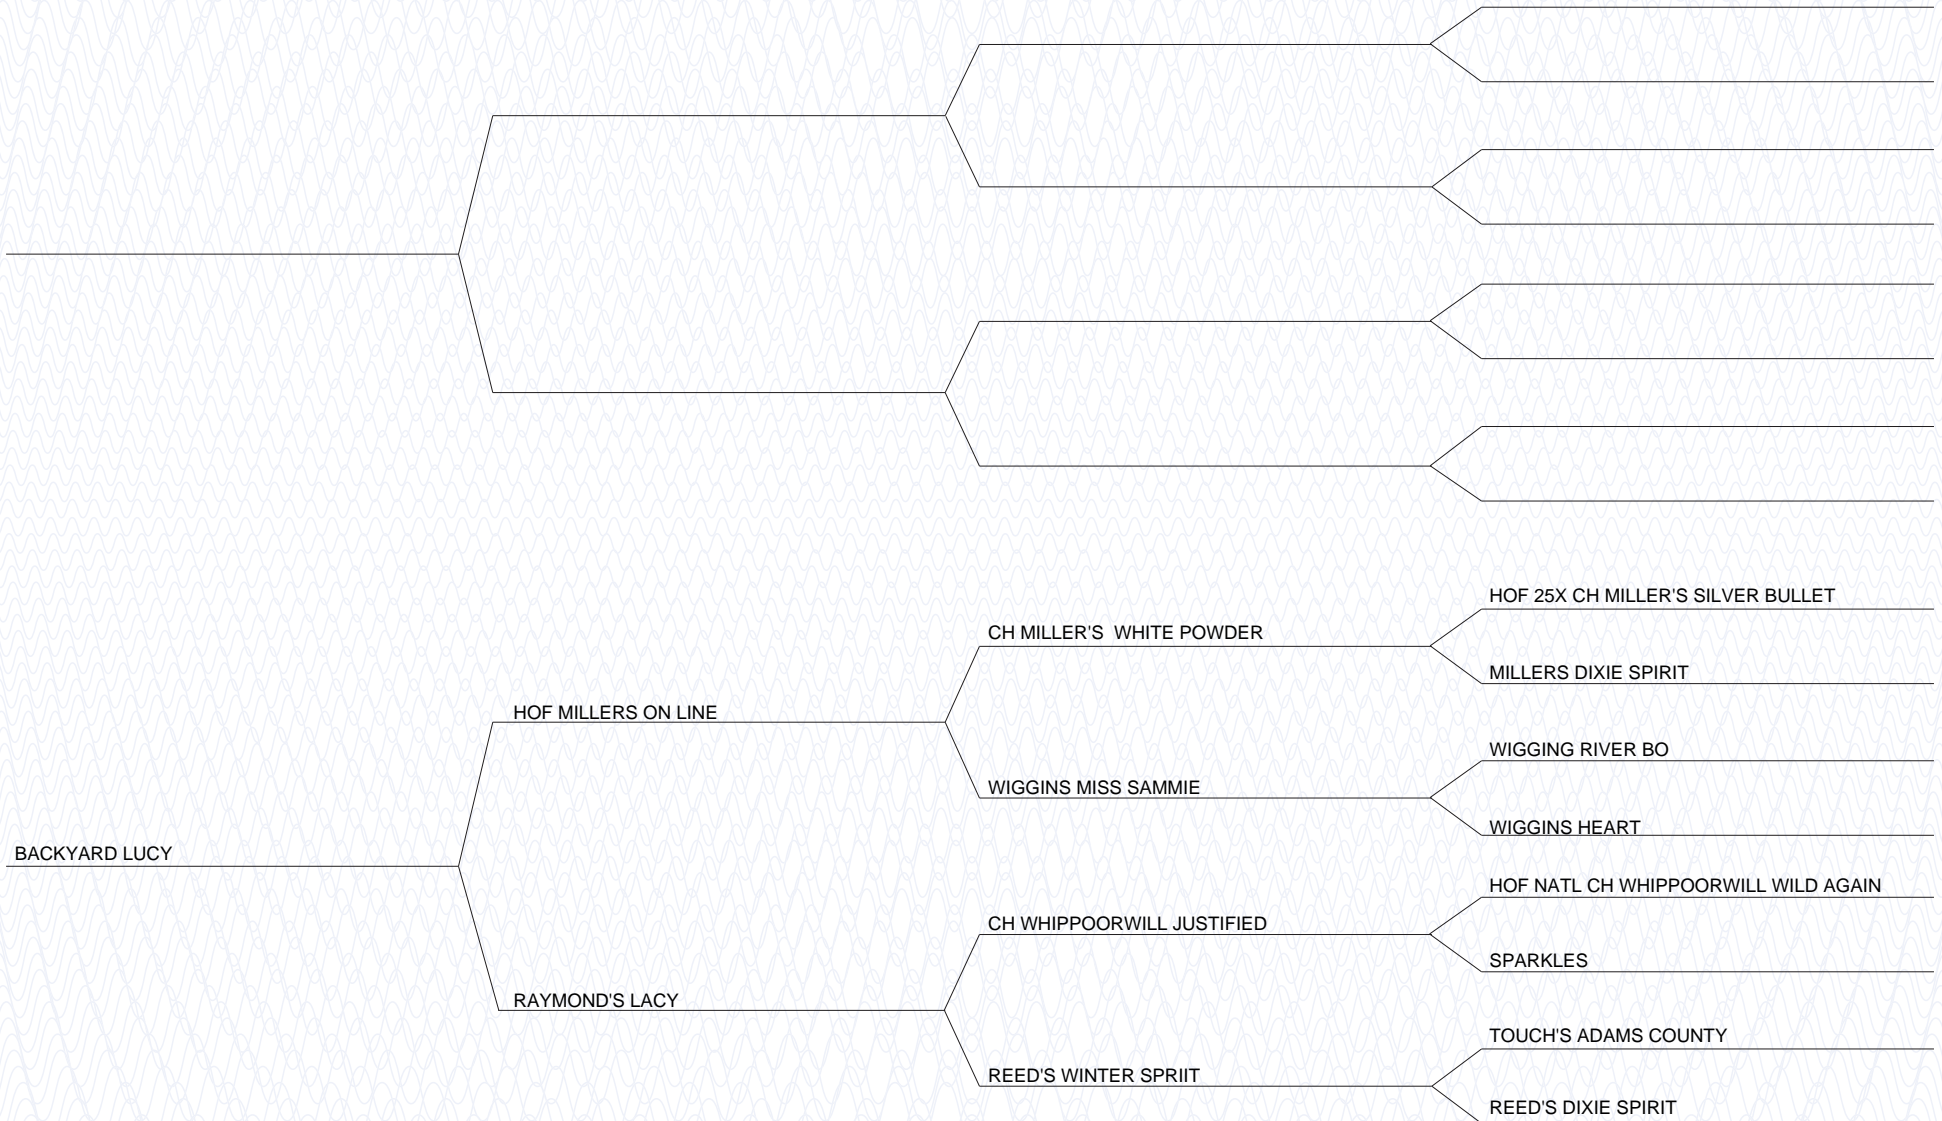 HOF 25X CH MILLER'S SILVER BULLET
CH MILLER'S  WHITE POWDER
MILLERS DIXIE SPIRIT
HOF MILLERS ON LINE
WIGGING RIVER BO
WIGGINS MISS SAMMIE
WIGGINS HEART
BACKYARD LUCY
HOF NATL CH WHIPPOORWILL WILD AGAIN
CH WHIPPOORWILL JUSTIFIED
SPARKLES
RAYMOND'S LACY
TOUCH'S ADAMS COUNTY
REED'S WINTER SPRIIT
REED'S DIXIE SPIRIT